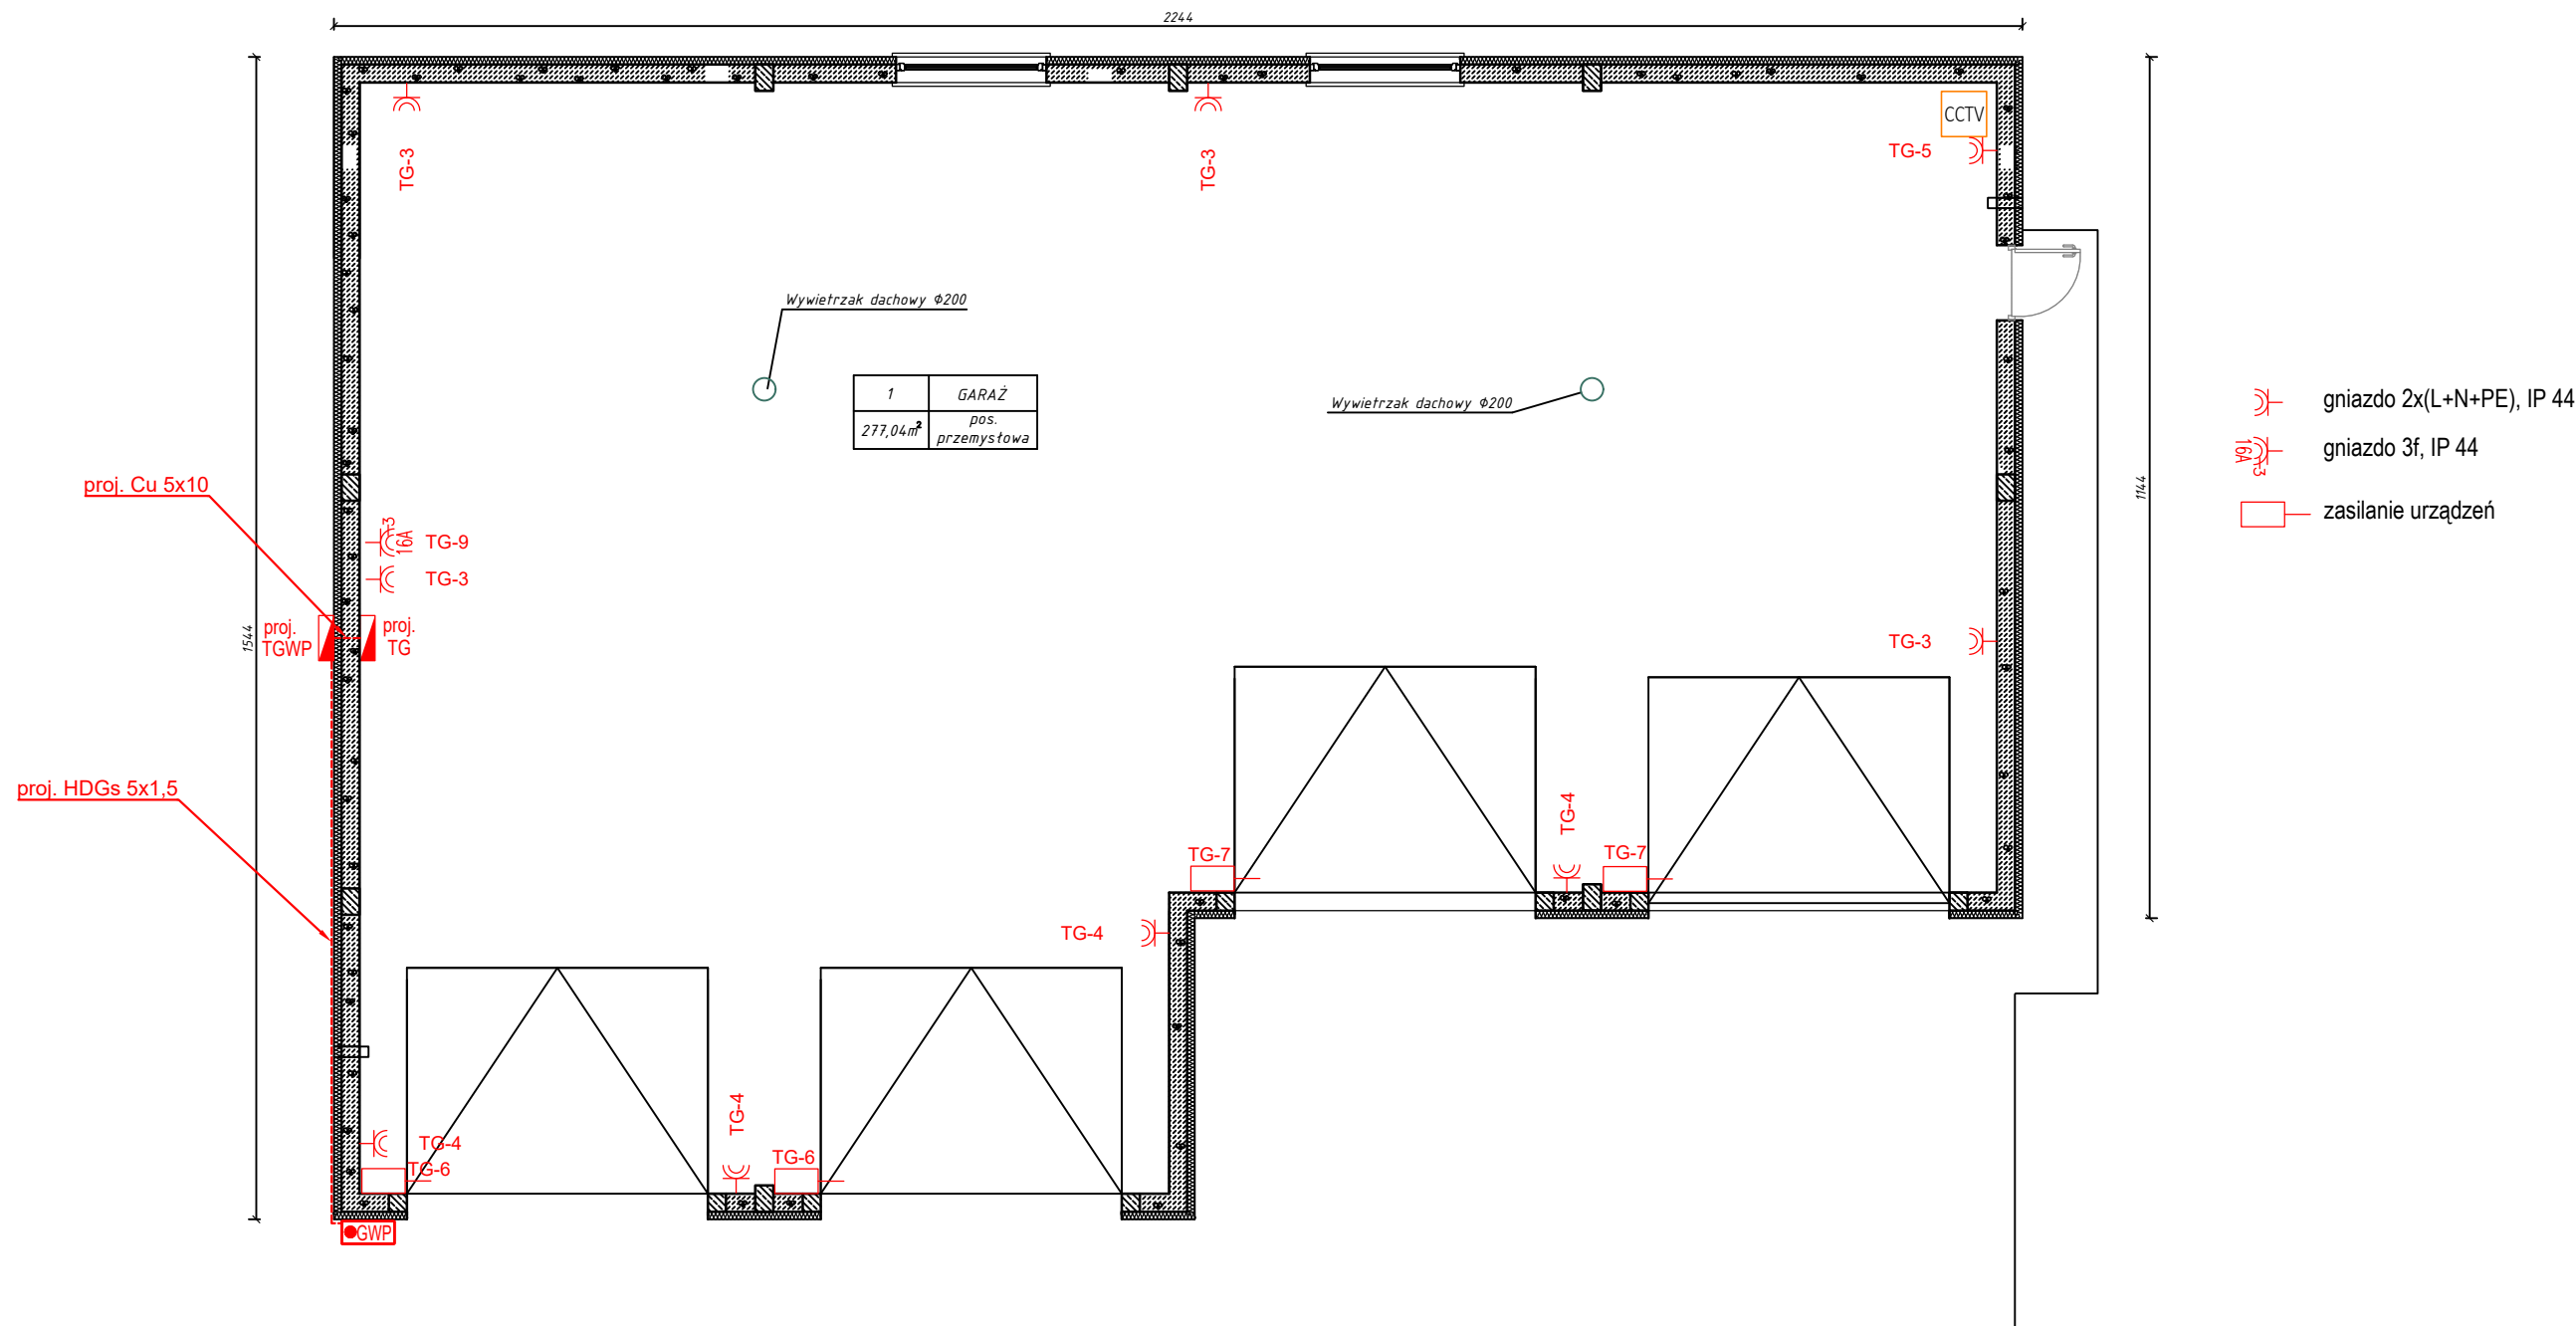 2244
CCTV
TG-3
TG-3
TG-5
Wywietrzak dachowy Φ200
1
GARAŻ
277,04m²
pos.
przemysłowa
Wywietrzak dachowy Φ200
gniazdo 2x(L+N+PE), IP 44
16A
3
gniazdo 3f, IP 44
zasilanie urządzeń
proj. Cu 5x10
1144
3
16A
TG-9
TG-3
1544
proj.
TGWP
proj.
TG
TG-3
proj. HDGs 5x1,5
TG-4
TG-7
TG-7
TG-4
TG-4
TG-4
TG-6
TG-6
GWP